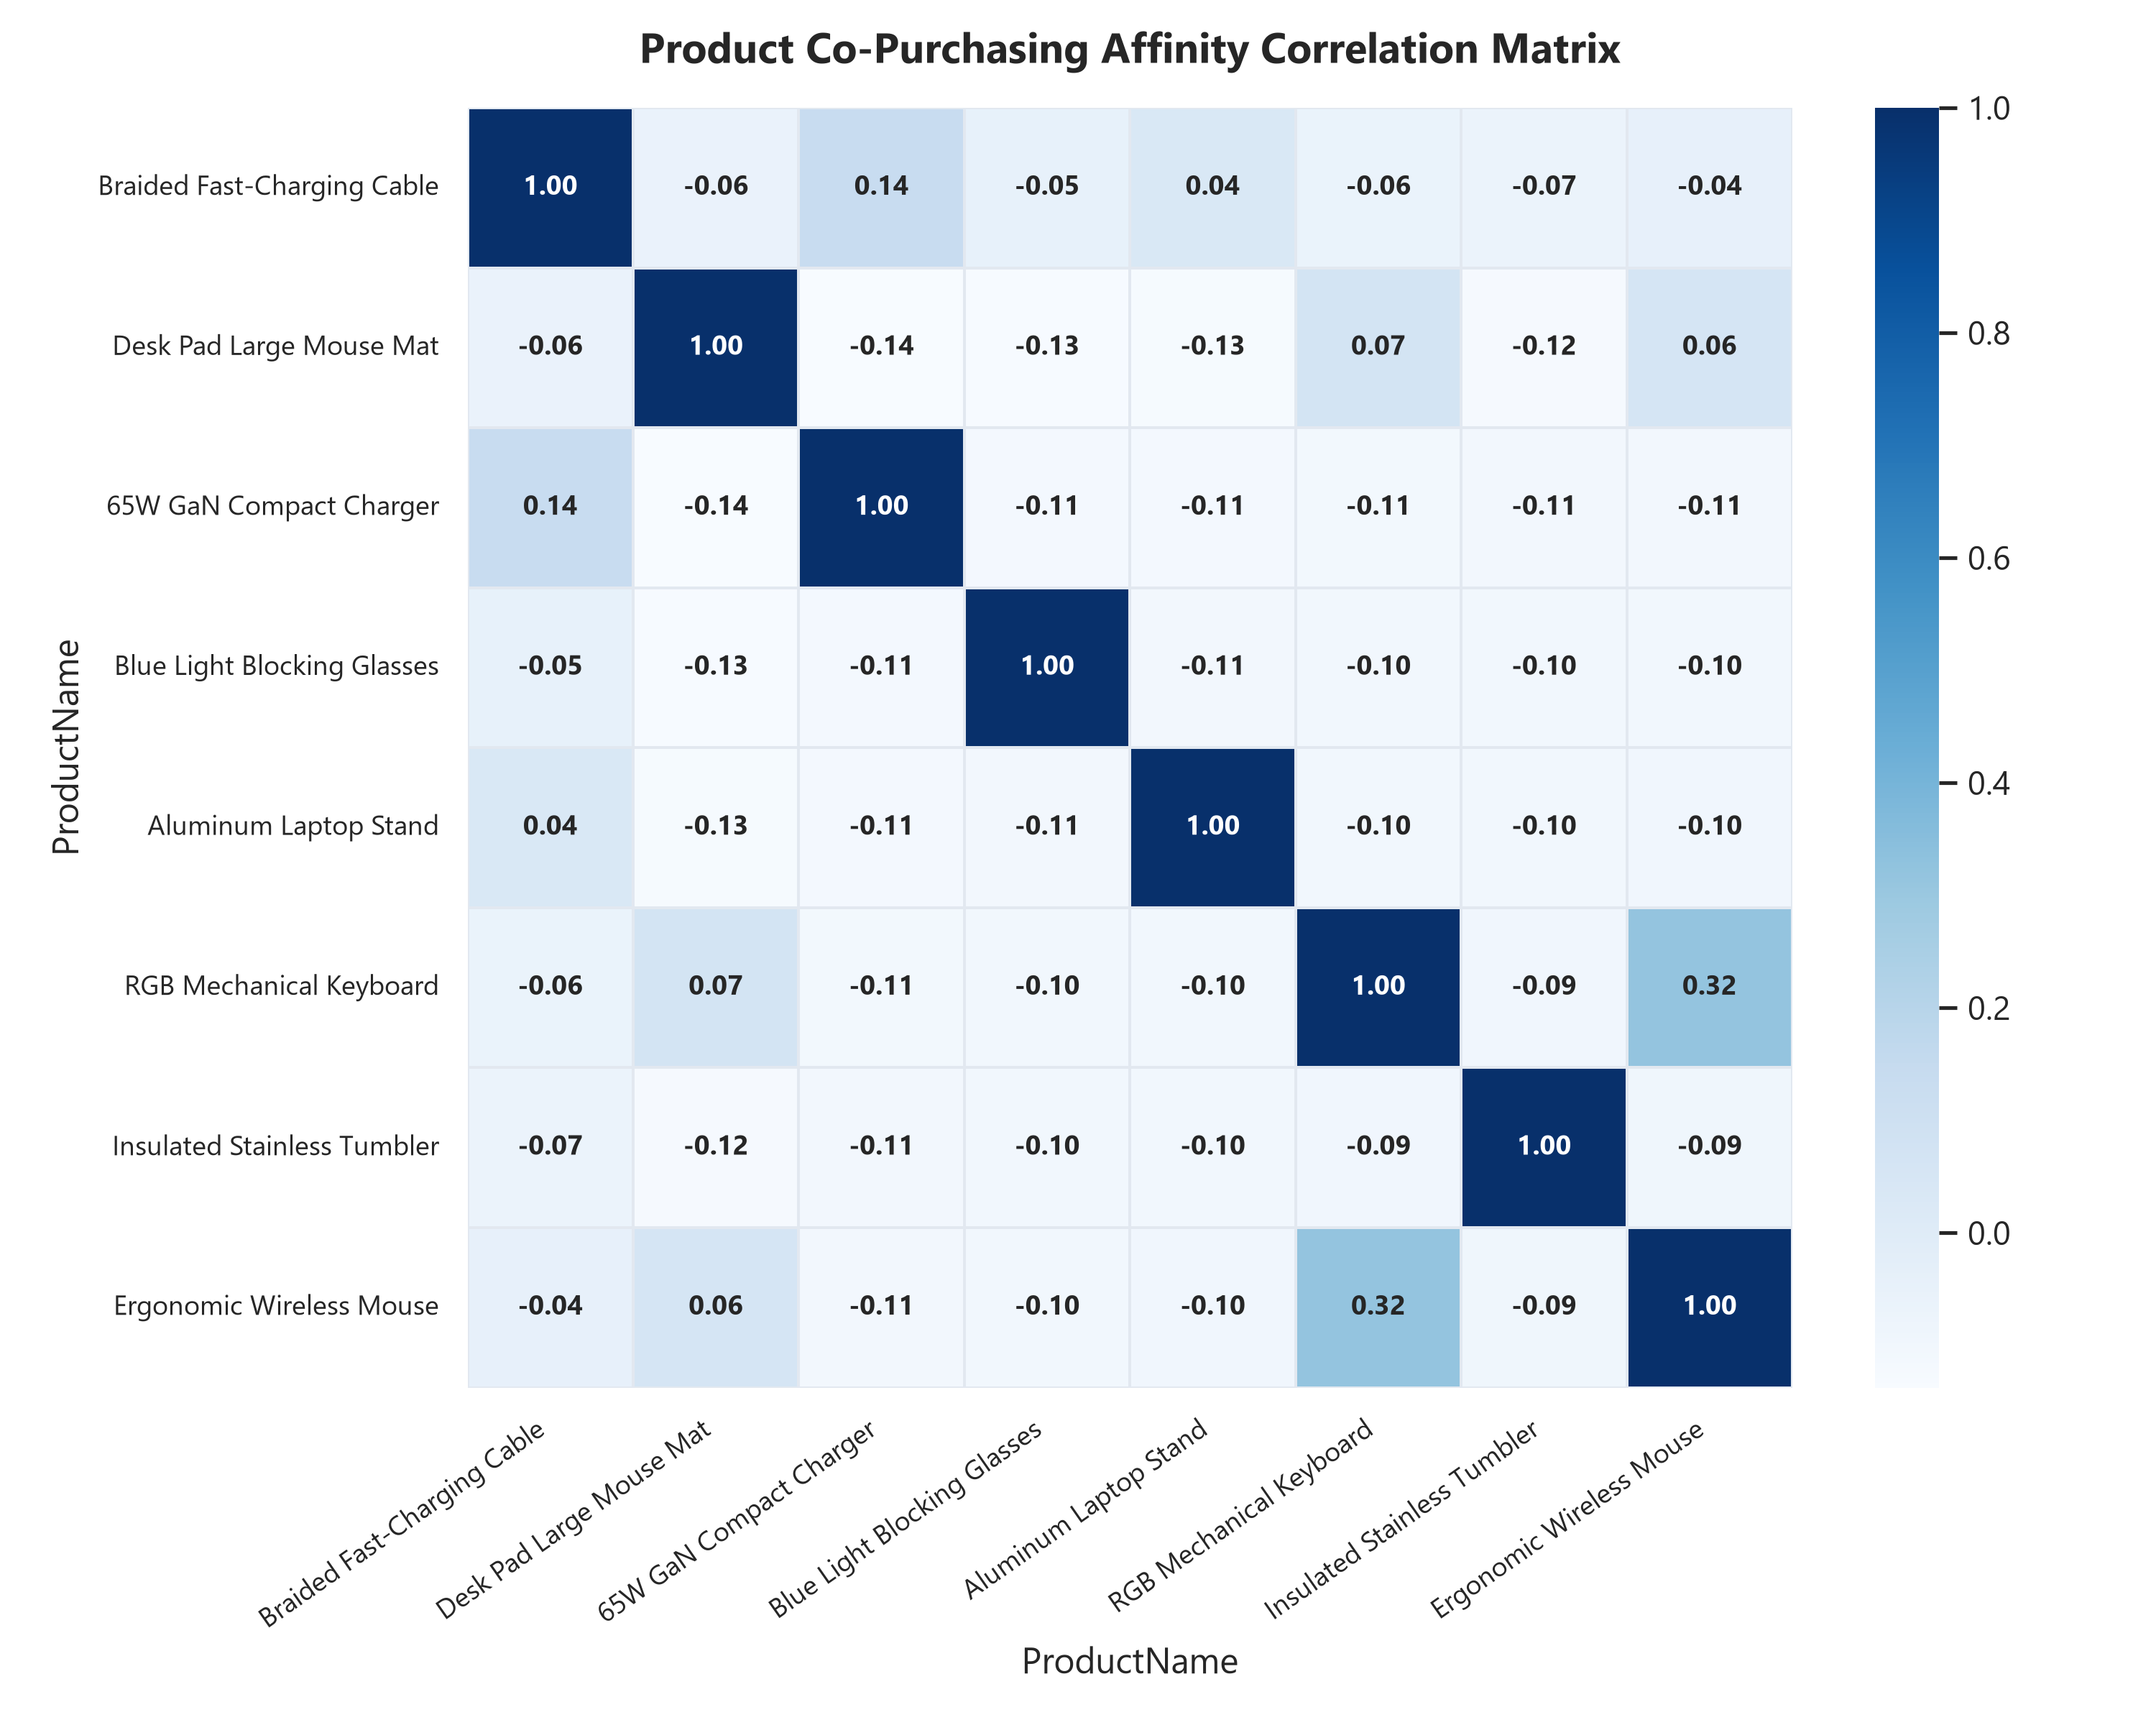 Product Co-Purchasing Affinity Correlation Matrix
ProductName
Braided Fast-Charging Cable 1.00 -0.06 0.14 -0.05 0.04 -0.06 -0.07 -0.04
Desk Pad Large Mouse Mat -0.06 1.00 -0.14 -0.13 -0.13 0.07 -0.12 0.06
65W GaN Compact Charger 0.14 -0.14 1.00 -0.11 -0.11 -0.11 -0.11 -0.11
Blue Light Blocking Glasses -0.05 -0.13 -0.11 1.00 -0.11 -0.10 -0.10 -0.10
Aluminum Laptop Stand 0.04 -0.13 -0.11 -0.11 1.00 -0.10 -0.10 -0.10
RGB Mechanical Keyboard -0.06 0.07 -0.11 -0.10 -0.10 1.00 -0.09 0.32
Insulated Stainless Tumbler -0.07 -0.12 -0.11 -0.10 -0.10 -0.09 1.00 -0.09
Ergonomic Wireless Mouse -0.04 0.06 -0.11 -0.10 -0.10 0.32 -0.09 1.00
Braided Fast-Charging Cable
Desk Pad Large Mouse Mat
65W GaN Compact Charger
Blue Light Blocking Glasses
Aluminum Laptop Stand
RGB Mechanical Keyboard
Insulated Stainless Tumbler
Ergonomic Wireless Mouse
ProductName
1.0
0.8
0.6
0.4
0.2
0.0